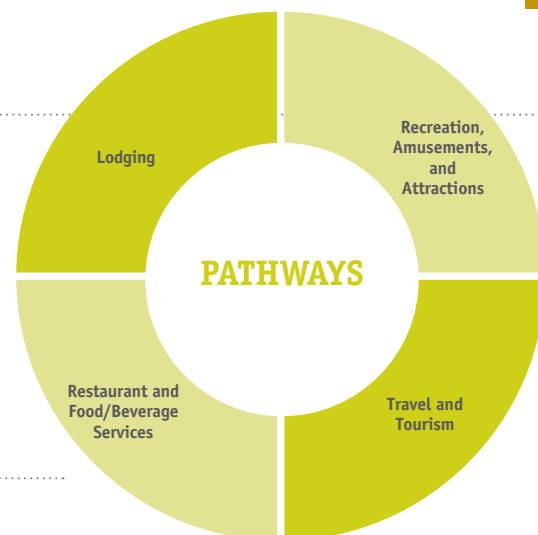 Lodging
Recreation,
Amusements,
and
Attractions
PATHWAYS
Restaurant and
Food/Beverage
Services
Travel and
Tourism